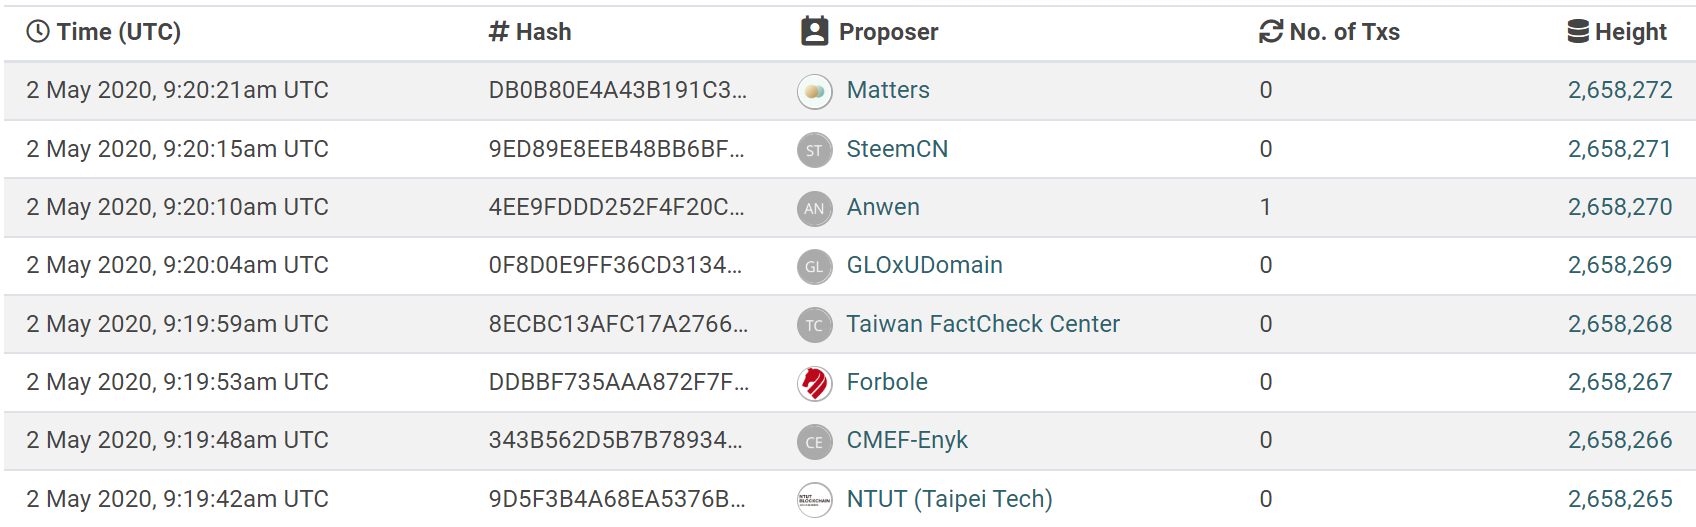 Time (UTC) # Hash Proposer No. of Txs Height
2 May 2020, 9:20:21am UTC DB0B80E4A43B191C3... Matters 0 2,658,272
2 May 2020, 9:20:15am UTC 9ED89E8EEB48BB6BF... ST SteemCN 0 2,658,271
2 May 2020, 9:20:10am UTC 4EE9FDDD252F4F20C... AN Anwen 1 2,658,270
2 May 2020, 9:20:04am UTC 0F8D0E9FF36CD3134... GL GLOxUDomain 0 2,658,269
2 May 2020, 9:19:59am UTC 8ECBC13AFC17A2766... TC Taiwan FactCheck Center 0 2,658,268
2 May 2020, 9:19:53am UTC DDBBF735AAA872F7F... Forbole 0 2,658,267
2 May 2020, 9:19:48am UTC 343B562D5B7B78934... CE CMEF-Enyk 0 2,658,266
2 May 2020, 9:19:42am UTC 9D5F3B4A68EA5376B... NTUT BLOCKCHAIN NTUT (Taipei Tech) 0 2,658,265